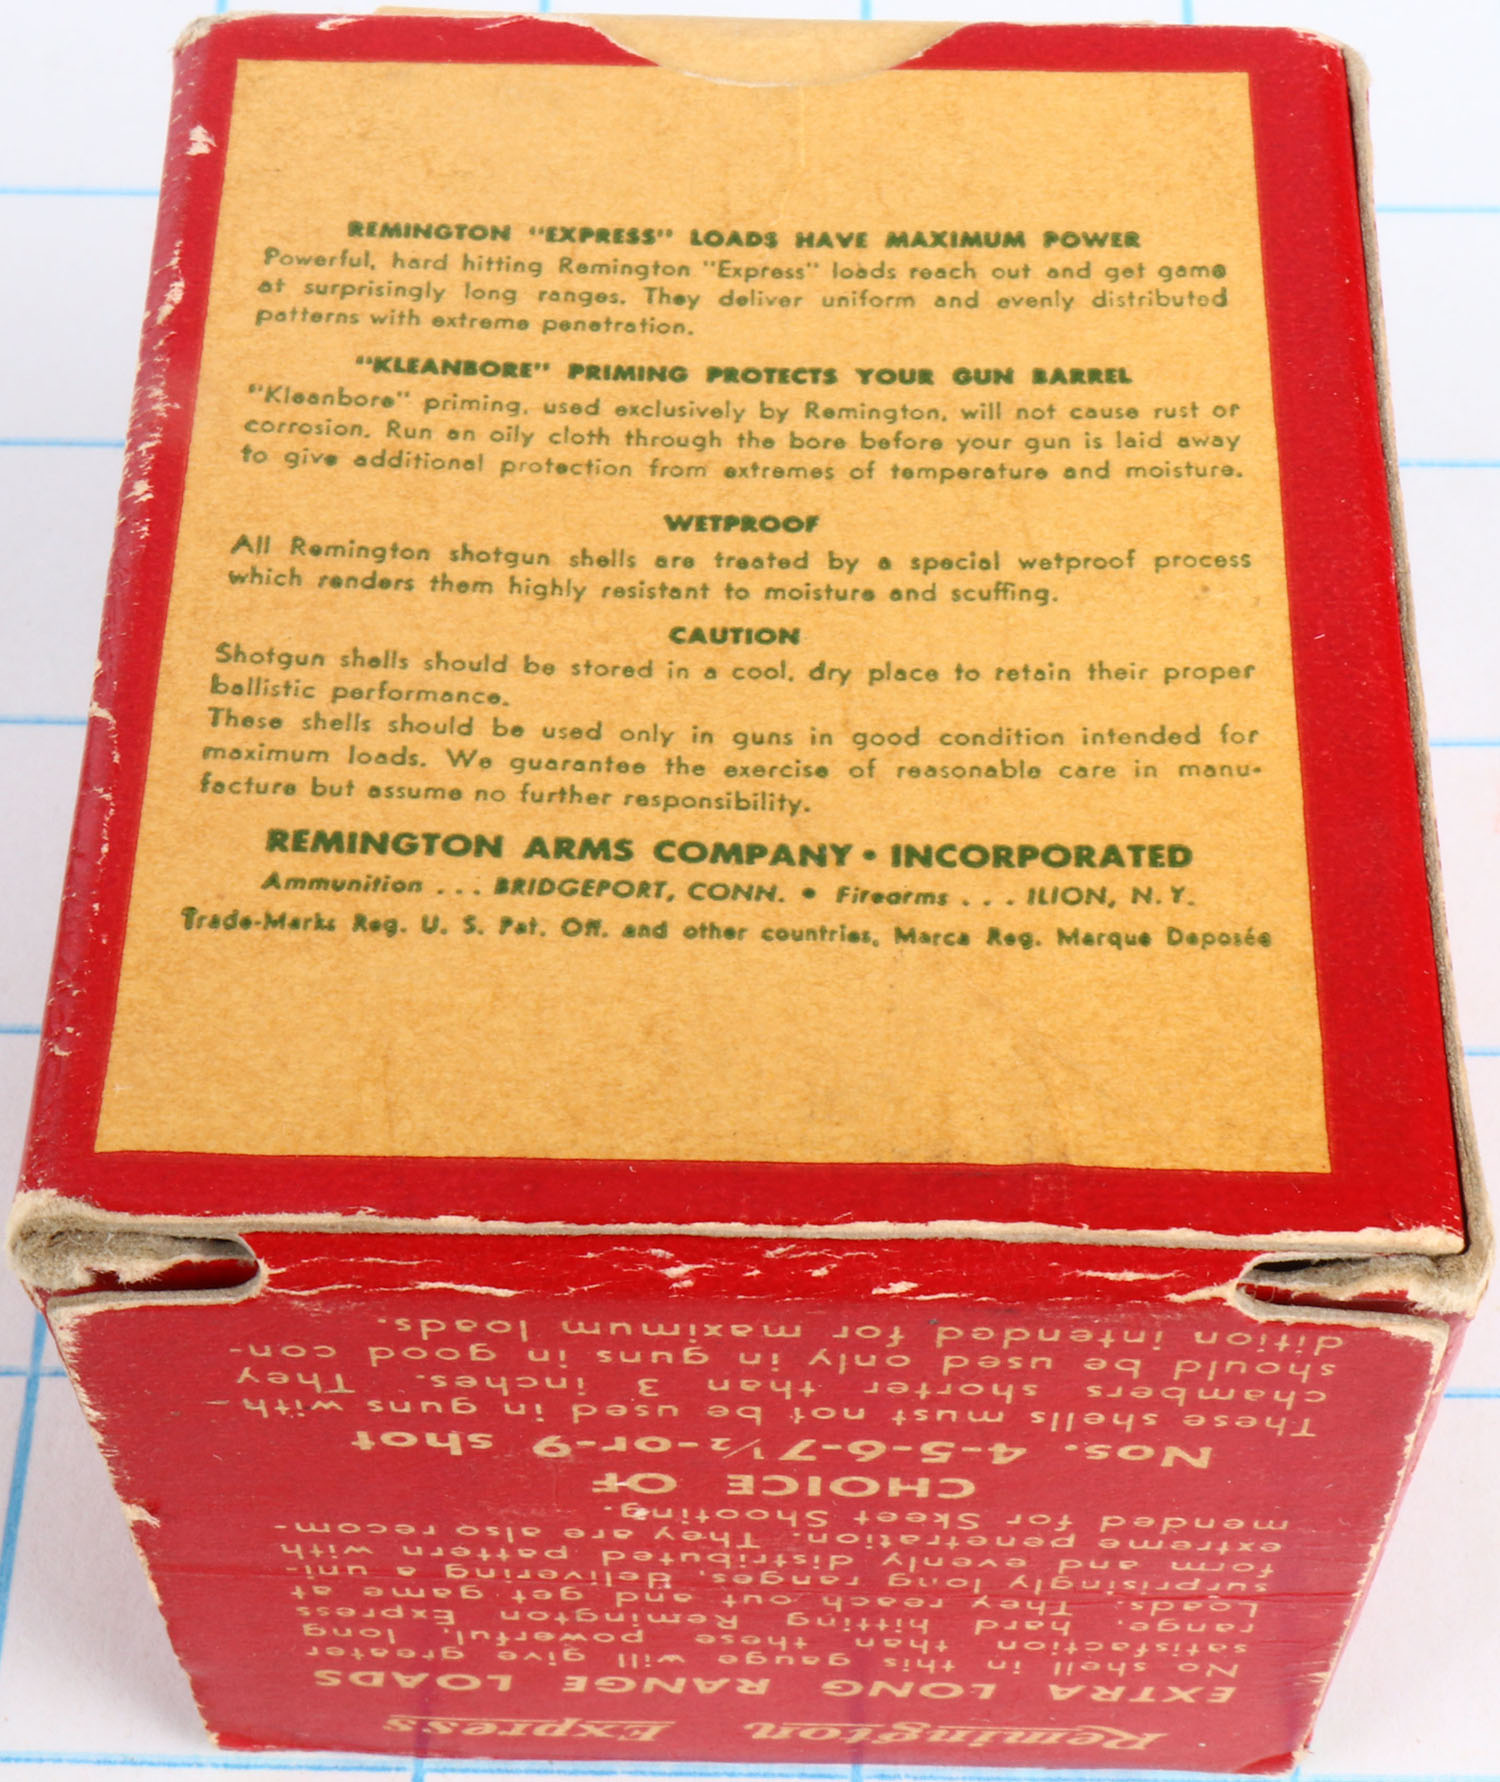 REMINGTON "EXPRESS" LOADS HAVE MAXIMUM POWER
Powerful, hard hitting Remington "Express" loads reach out and get game
at surprisingly long ranges. They deliver uniform and evenly distributed
patterns with extreme penetration.
"KLEANBORE" PRIMING PROTECTS YOUR GUN BARREL
"Kleanbore" priming, used exclusively by Remington, will not cause rust or
corrosion. Run an oily cloth through the bore before your gun is laid away
to give additional protection from extremes of temperature and moisture.
WETPROOF
All Remington shotgun shells are treated by a special wetproof process
which renders them highly resistant to moisture and scuffing.
CAUTION
Shotgun shells should be stored in a cool, dry place to retain their proper
ballistic performance.
These shells should be used only in guns in good condition intended for
maximum loads. We guarantee the exercise of reasonable care in manu-
facture but assume no further responsibility.
REMINGTON ARMS COMPANY • INCORPORATED
Ammunition . . . BRIDGEPORT, CONN. • Firearms . . . ILION, N. Y.
Trade-Marks Reg. U. S. Pat. Off. and other countries, Marca Reg. Marque Deposée
Remington Express
EXTRA LONG RANGE LOADS
No shell in this gauge will give greater
satisfaction than these powerful, long
range, hard hitting Remington Express
Loads. They reach out and get game at
surprisingly long ranges, delivering a uni-
form and evenly distributed pattern with
extreme penetration. They are also recom-
mended for Skeet Shooting.
CHOICE OF
Nos. 4-5-6-7½-or-9 shot
These shells must not be used in guns with
chambers shorter than 3 inches. They
should be used only in guns in good con-
dition intended for maximum loads.